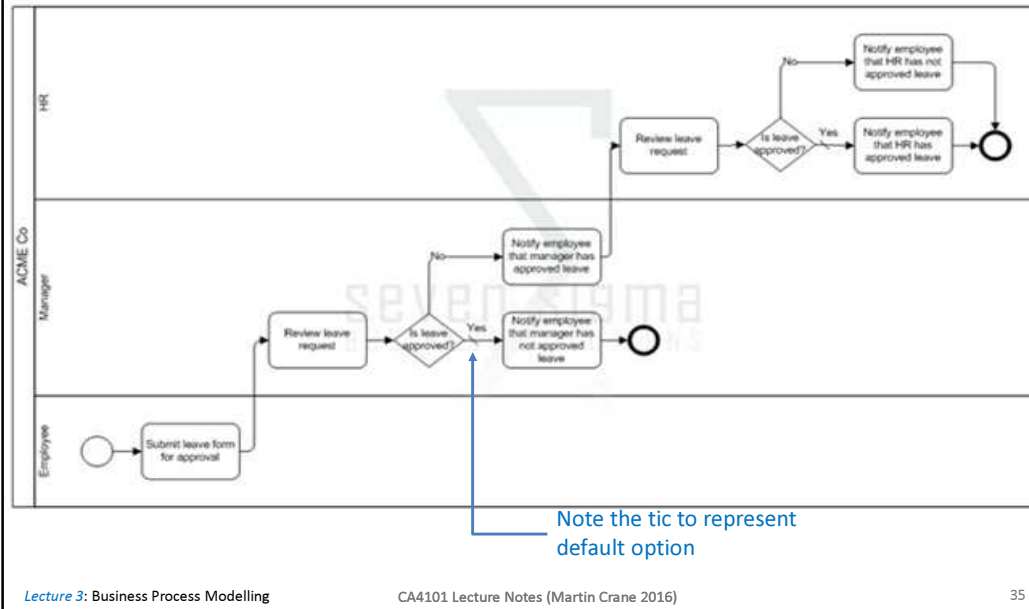 ACME Co
HR
Manager
Employee
Submit leave form
for approval
Review leave
request
Is leave
approved?
No
Notify employee
that manager has
approved leave
Yes
Notify employee
that manager has
not approved
leave
Review leave
request
Is leave
approved?
No
Notify employee
that HR has not
approved leave
Yes
Notify employee
that HR has
approved leave
seven sigma
Note the tic to represent
default option
Lecture 3: Business Process Modelling
CA4101 Lecture Notes (Martin Crane 2016)
35